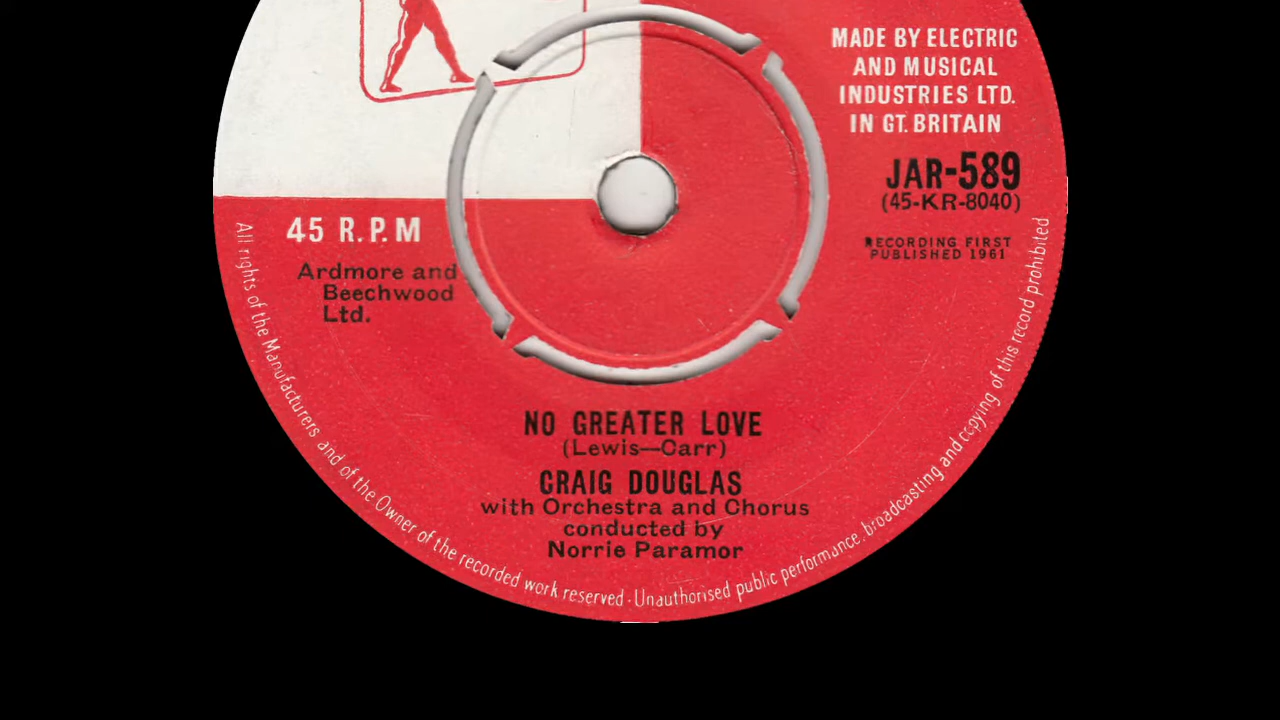 MADE BY ELECTRIC
AND MUSICAL
INDUSTRIES LTD.
IN GT. BRITAIN
JAR-589
(45-KR-8040)
RECORDING FIRST
PUBLISHED 1961
45 R.P.M
Ardmore and
Beechwood
Ltd.
NO GREATER LOVE
(Lewis—Carr)
CRAIG DOUGLAS
with Orchestra and Chorus
conducted by
Norrie Paramor
All rights of the Manufacturers and of the Owner of the recorded work reserved · Unauthorised public performance, broadcasting and copying of this record prohibited